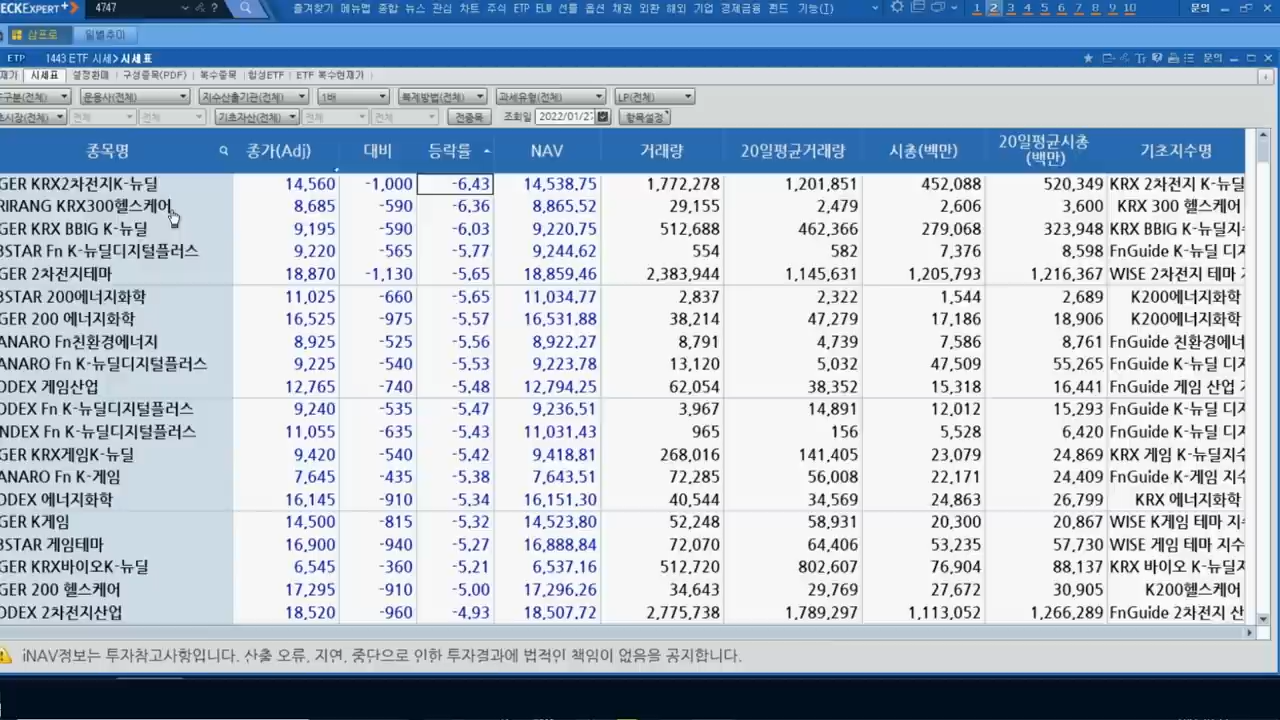 ECKEXPERT+ 4747 즐겨찾기 메뉴맵 종합 뉴스 관심 차트 주식 ETP ELW 선물 옵션 채권 외환 해외 기업 경제금융 펀드 기능(I) 1 2 3 4 5 6 7 8 9 10 문의
삼프로 일별추이
ETP 1443 ETF 시세>시세표 문의
시세표 설정환매 구성종목(PDF) 복수종목 합성ETF ETF 복수현재가
구분(전체) 운용사(전체) 지수산출기관(전체) 1배 복제방법(전체) 과세유형(전체) LP(전체)
시장(전체) 전체 전체 기초자산(전체) 전체 전체 전종목 조회일 2022/01/27 항목설정
종목명 종가(Adj) 대비 등락률 NAV 거래량 20일평균거래량 시총(백만) 20일평균시총(백만) 기초지수명
GER KRX2차전지K-뉴딜 14,560 -1,000 -6.43 14,538.75 1,772,278 1,201,851 452,088 520,349 KRX 2차전지 K-뉴딜
RIRANG KRX300헬스케어 8,685 -590 -6.36 8,865.52 29,155 2,479 2,606 3,600 KRX 300 헬스케어
GER KRX BBIG K-뉴딜 9,195 -590 -6.03 9,220.75 512,688 462,366 279,068 323,948 KRX BBIG K-뉴딜지
BSTAR Fn K-뉴딜디지털플러스 9,220 -565 -5.77 9,244.62 554 582 7,376 8,598 FnGuide K-뉴딜 디지
GER 2차전지테마 18,870 -1,130 -5.65 18,859.46 2,383,944 1,145,631 1,205,793 1,216,367 WISE 2차전지 테마
BSTAR 200에너지화학 11,025 -660 -5.65 11,034.77 2,837 2,322 1,544 2,689 K200에너지화학
GER 200 에너지화학 16,525 -975 -5.57 16,531.88 38,214 47,279 17,186 18,906 K200에너지화학
ANARO Fn친환경에너지 8,925 -525 -5.56 8,922.27 8,791 4,739 7,586 8,761 FnGuide 친환경에너
ANARO Fn K-뉴딜디지털플러스 9,225 -540 -5.53 9,223.78 13,120 5,032 47,509 55,265 FnGuide K-뉴딜 디지
ODEX 게임산업 12,765 -740 -5.48 12,794.25 62,054 38,352 15,318 16,441 FnGuide 게임 산업
ODEX Fn K-뉴딜디지털플러스 9,240 -535 -5.47 9,236.51 3,967 14,891 12,012 15,293 FnGuide K-뉴딜 디지
INDEX Fn K-뉴딜디지털플러스 11,055 -635 -5.43 11,031.43 965 156 5,528 6,420 FnGuide K-뉴딜 디지
GER KRX게임K-뉴딜 9,420 -540 -5.42 9,418.81 268,016 141,405 23,079 24,869 KRX 게임 K-뉴딜지수
ANARO Fn K-게임 7,645 -435 -5.38 7,643.51 72,285 56,008 22,171 24,409 FnGuide K-게임 지수
ODEX 에너지화학 16,145 -910 -5.34 16,151.30 40,544 34,569 24,863 26,799 KRX 에너지화학
GER K게임 14,500 -815 -5.32 14,523.80 52,248 58,931 20,300 20,867 WISE K게임 테마 지
BSTAR 게임테마 16,900 -940 -5.27 16,888.84 72,070 64,406 53,235 57,730 WISE 게임 테마 지수
GER KRX바이오K-뉴딜 6,545 -360 -5.21 6,537.16 512,720 802,607 76,904 88,137 KRX 바이오 K-뉴딜지
GER 200 헬스케어 17,295 -910 -5.00 17,296.26 34,643 29,769 27,672 30,905 K200헬스케어
ODEX 2차전지산업 18,520 -960 -4.93 18,507.72 2,775,738 1,789,297 1,113,052 1,266,289 FnGuide 2차전지 산
iNAV정보는 투자참고사항입니다. 산출 오류, 지연, 중단으로 인한 투자결과에 법적인 책임이 없음을 공지합니다.